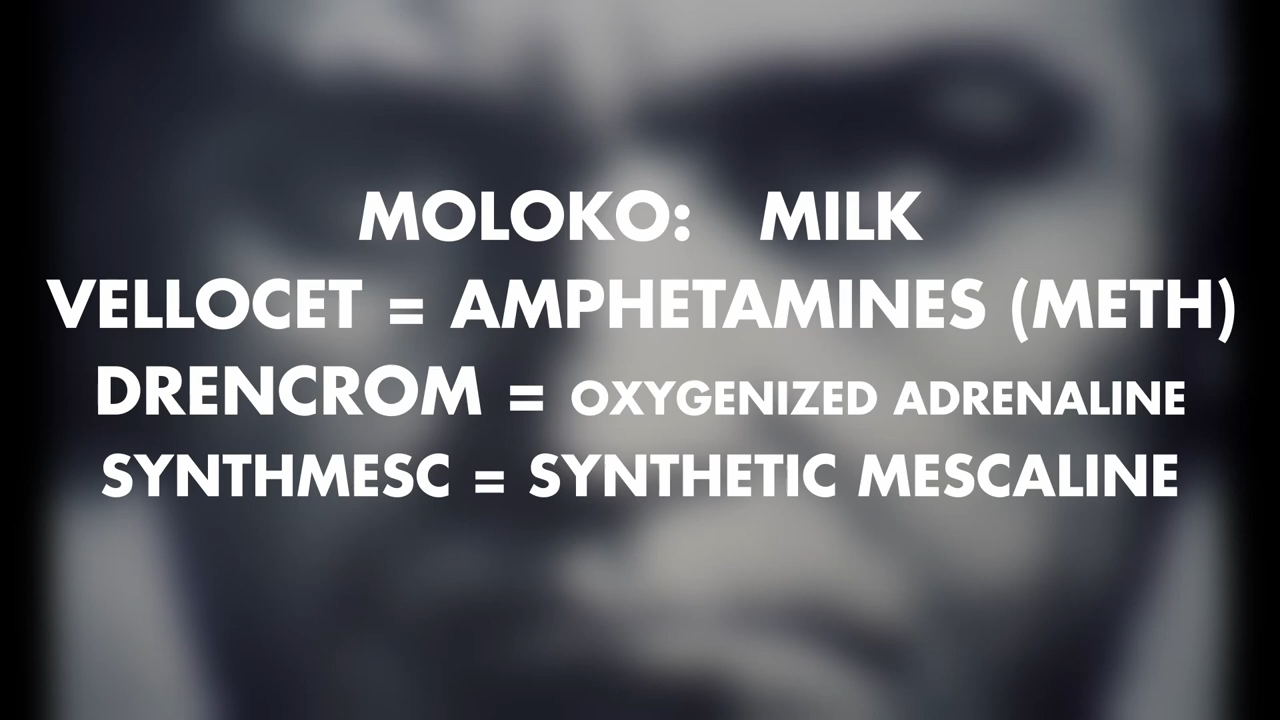 MOLOKO: MILK
VELLOCET = AMPHETAMINES (METH)
DRENCROM = OXYGENIZED ADRENALINE
SYNTHMESC = SYNTHETIC MESCALINE